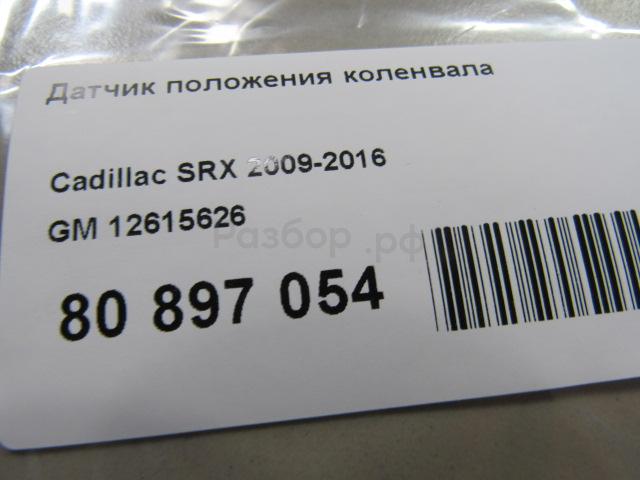 Датчик положения коленвала
Cadillac SRX 2009-2016
GM 12615626
Разбор.рф
80 897 054